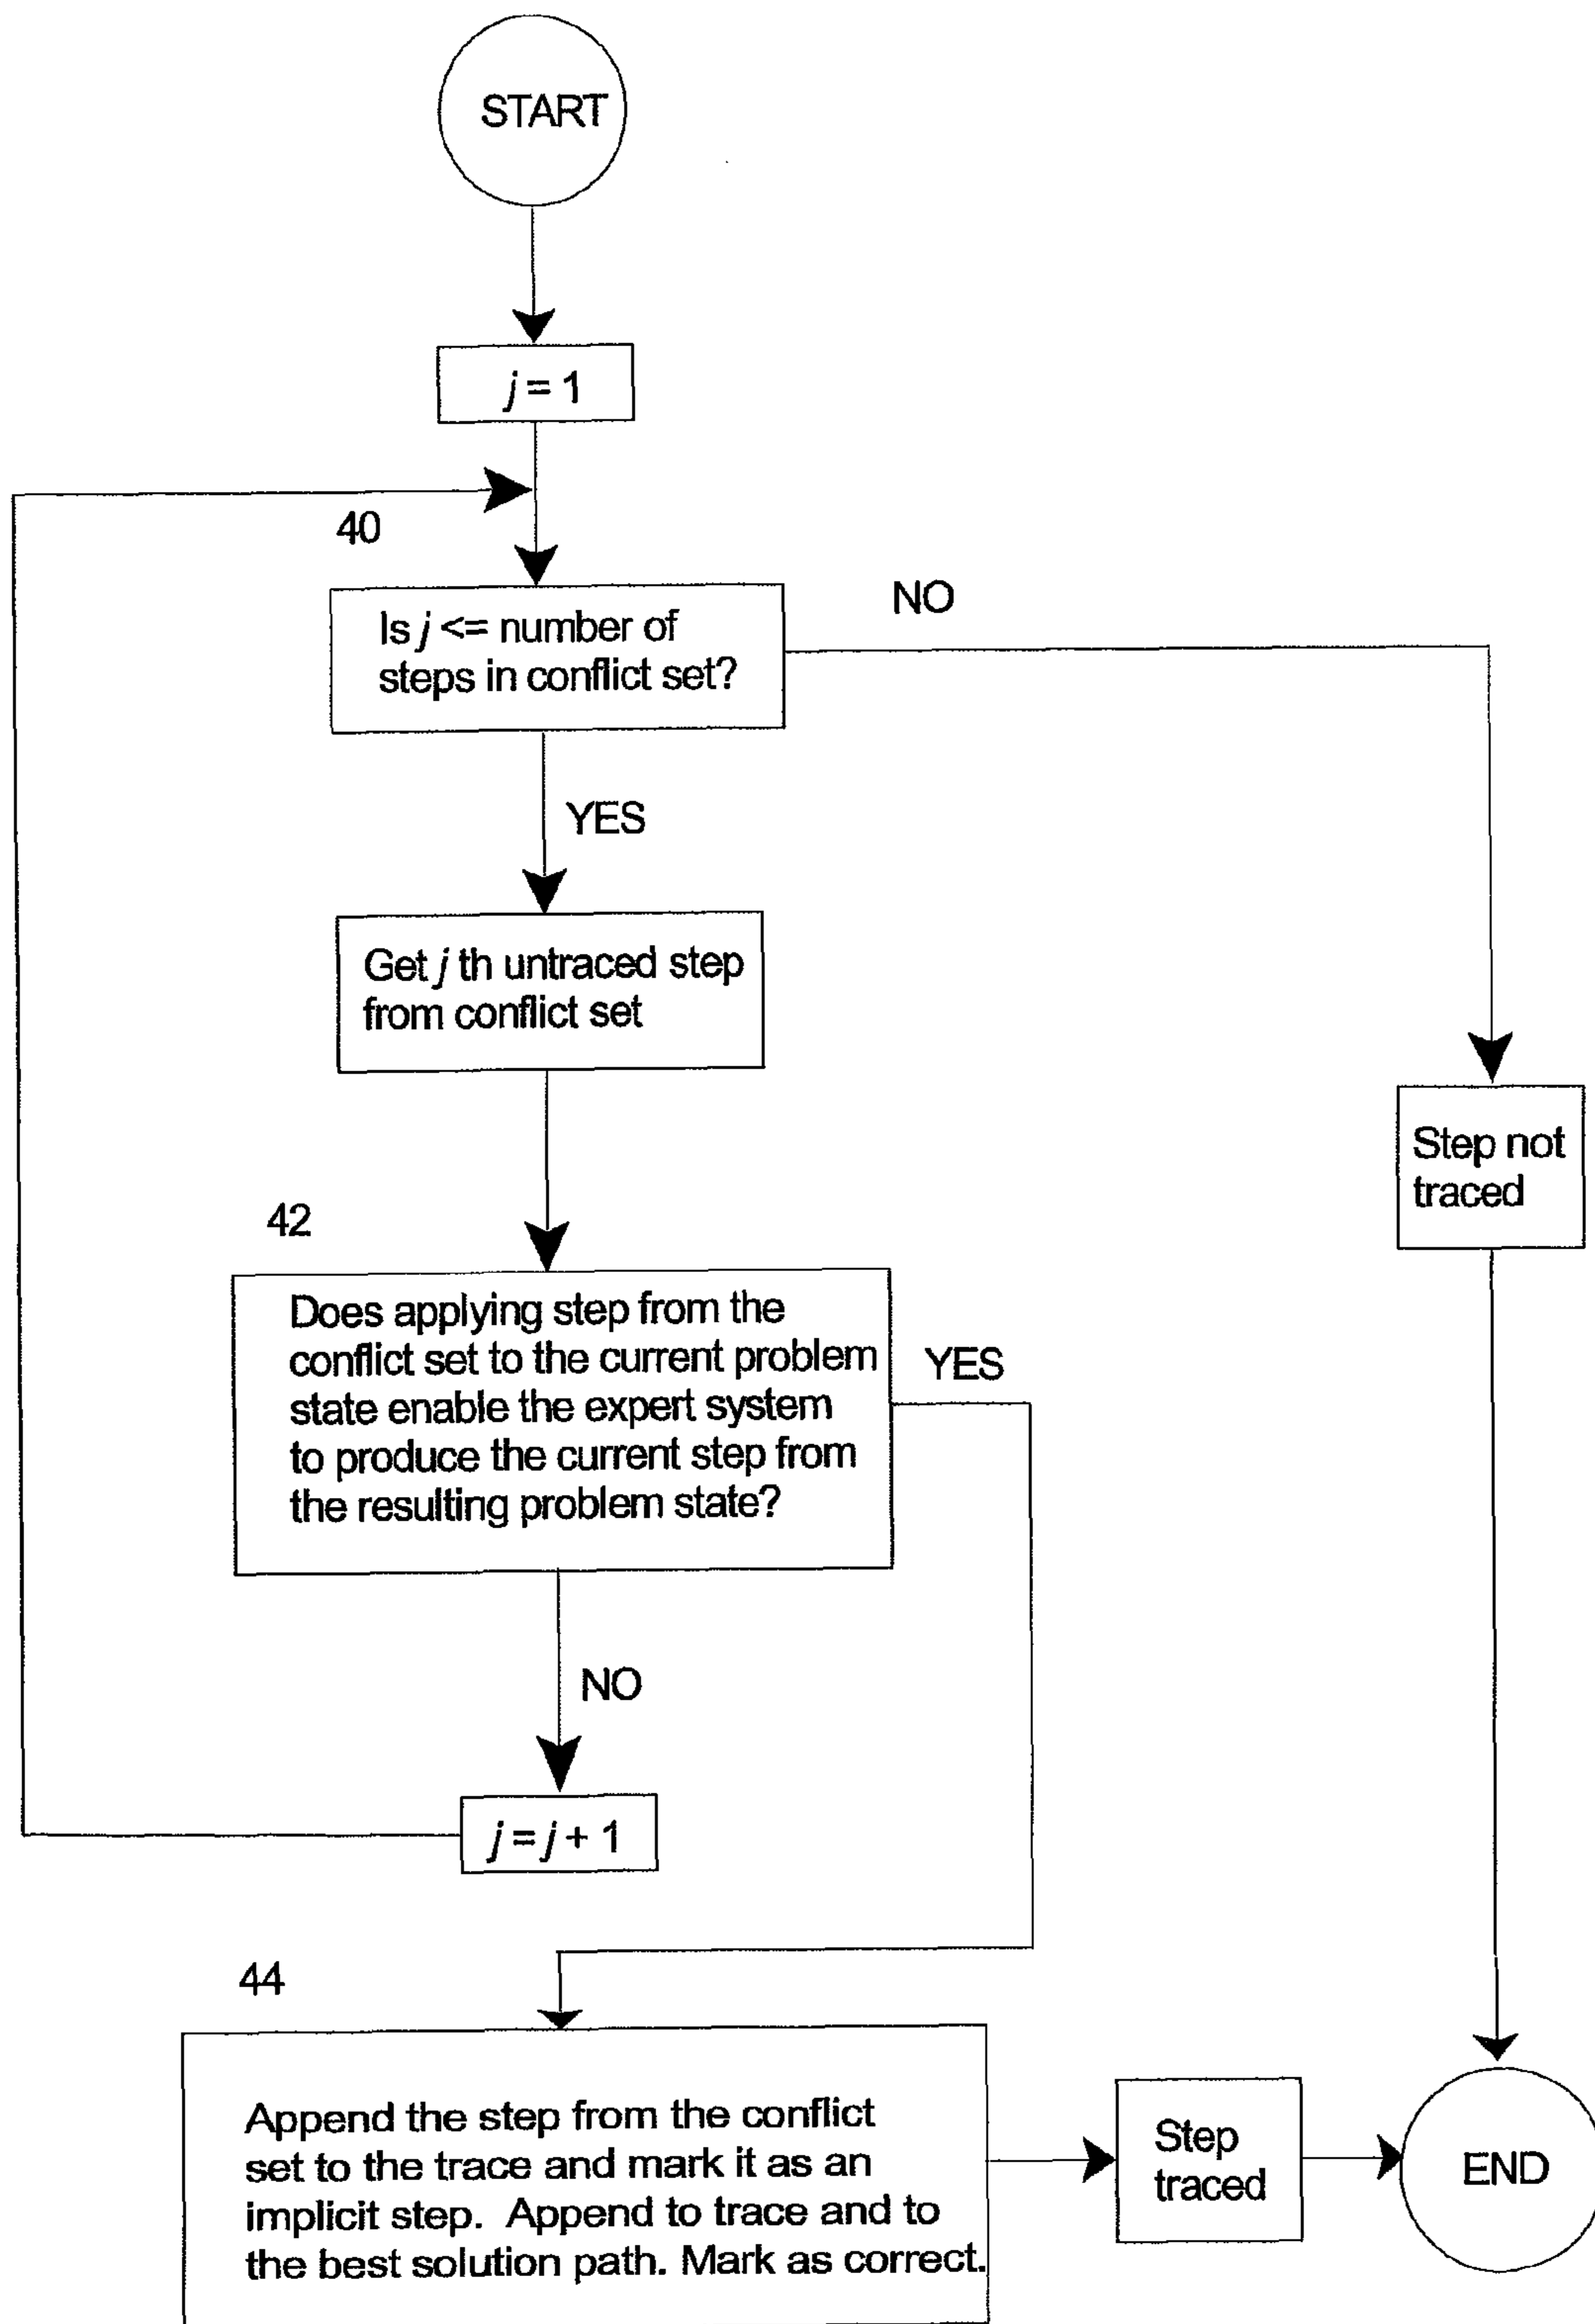 START
j = 1
40
Is j <= number of
steps in conflict set?
NO
YES
Get j th untraced step
from conflict set
Step not
traced
42
Does applying step from the
conflict set to the current problem
state enable the expert system
to produce the current step from
the resulting problem state?
YES
NO
j = j + 1
44
Append the step from the conflict
set to the trace and mark it as an
implicit step. Append to trace and to
the best solution path. Mark as correct.
Step
traced
END